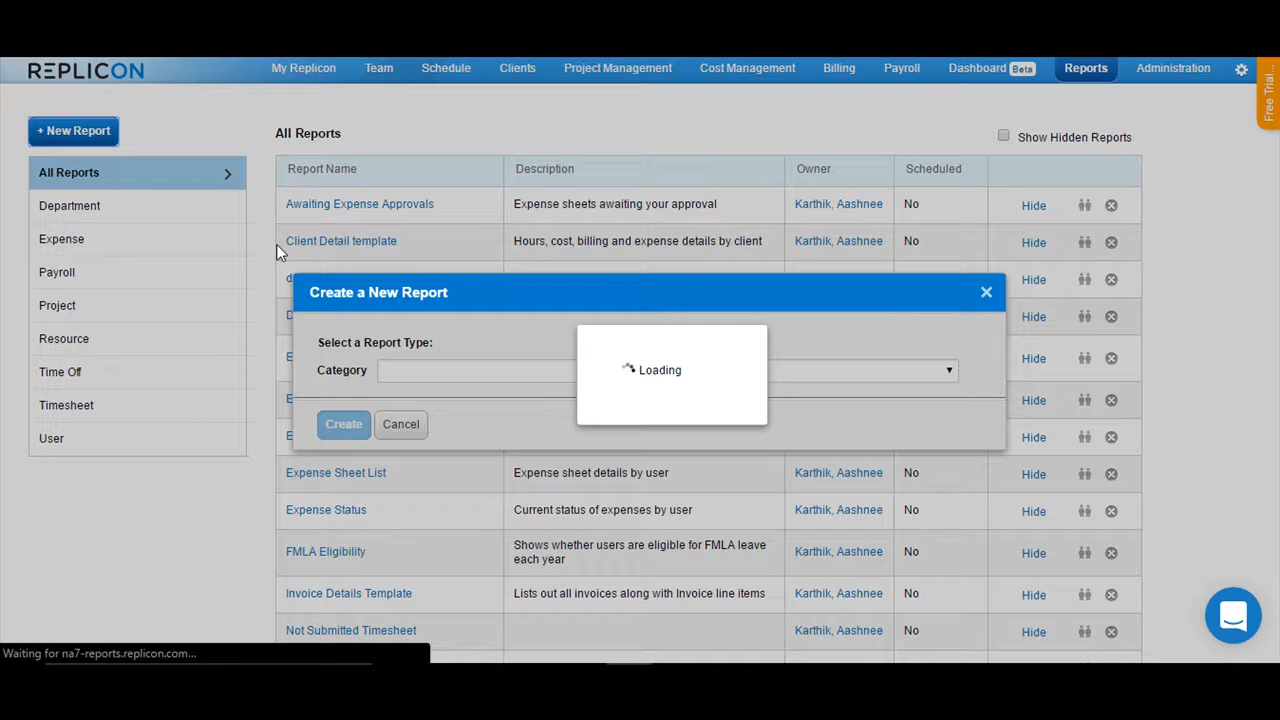 REPLICON
My Replicon Team Schedule Clients Project Management Cost Management Billing Payroll Dashboard Beta Reports Administration
Free Trial...
+ New Report
All Reports
Department
Expense
Payroll
Project
Resource
Time Off
Timesheet
User
All Reports
Show Hidden Reports
Report Name Description Owner Scheduled
Awaiting Expense Approvals Expense sheets awaiting your approval Karthik, Aashnee No Hide
Client Detail template Hours, cost, billing and expense details by client Karthik, Aashnee No Hide
d Hide
D Hide
E Hide
E Hide
E Hide
Create a New Report
Select a Report Type:
Category
Loading
Create Cancel
Expense Sheet List Expense sheet details by user Karthik, Aashnee No Hide
Expense Status Current status of expenses by user Karthik, Aashnee No Hide
FMLA Eligibility Shows whether users are eligible for FMLA leave
each year Karthik, Aashnee No Hide
Invoice Details Template Lists out all invoices along with Invoice line items Karthik, Aashnee No Hide
Not Submitted Timesheet Karthik, Aashnee No Hide
Waiting for na7-reports.replicon.com...